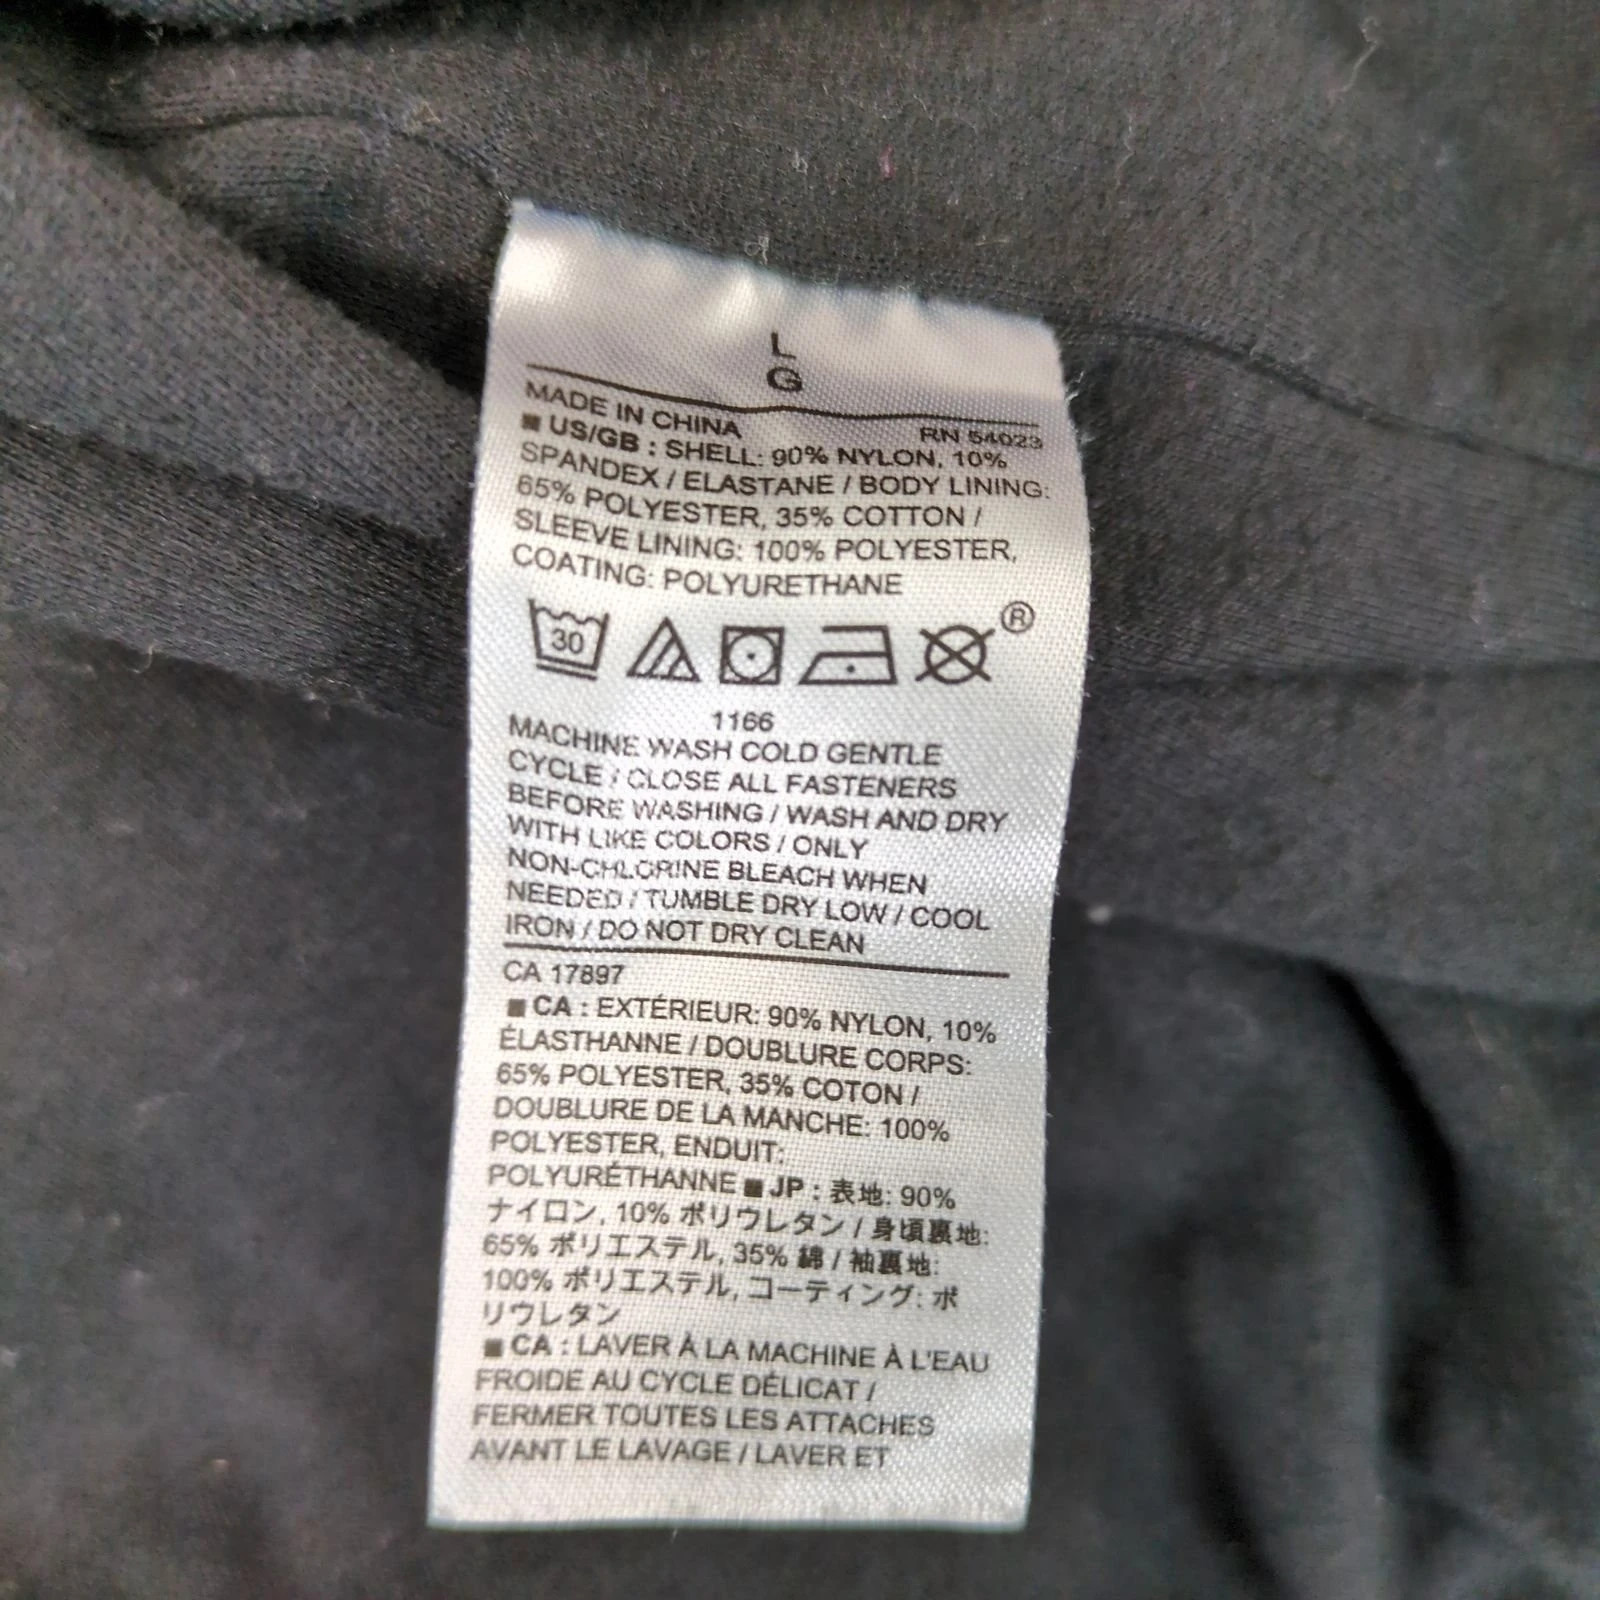 L
G
MADE IN CHINA RN 54023
■ US/GB : SHELL: 90% NYLON, 10%
SPANDEX / ELASTANE / BODY LINING:
65% POLYESTER, 35% COTTON /
SLEEVE LINING: 100% POLYESTER,
COATING: POLYURETHANE
30 ®
1166
MACHINE WASH COLD GENTLE
CYCLE / CLOSE ALL FASTENERS
BEFORE WASHING / WASH AND DRY
WITH LIKE COLORS / ONLY
NON-CHLORINE BLEACH WHEN
NEEDED / TUMBLE DRY LOW / COOL
IRON / DO NOT DRY CLEAN
CA 17897
■ CA : EXTÉRIEUR: 90% NYLON, 10%
ÉLASTHANNE / DOUBLURE CORPS:
65% POLYESTER, 35% COTON /
DOUBLURE DE LA MANCHE: 100%
POLYESTER, ENDUIT:
POLYURÉTHANNE ■ JP : 表地: 90%
ナイロン, 10% ポリウレタン / 身頃裏地:
65% ポリエステル, 35% 綿 / 袖裏地:
100% ポリエステル, コーティング: ポ
リウレタン
■ CA : LAVER À LA MACHINE À L'EAU
FROIDE AU CYCLE DÉLICAT /
FERMER TOUTES LES ATTACHES
AVANT LE LAVAGE / LAVER ET